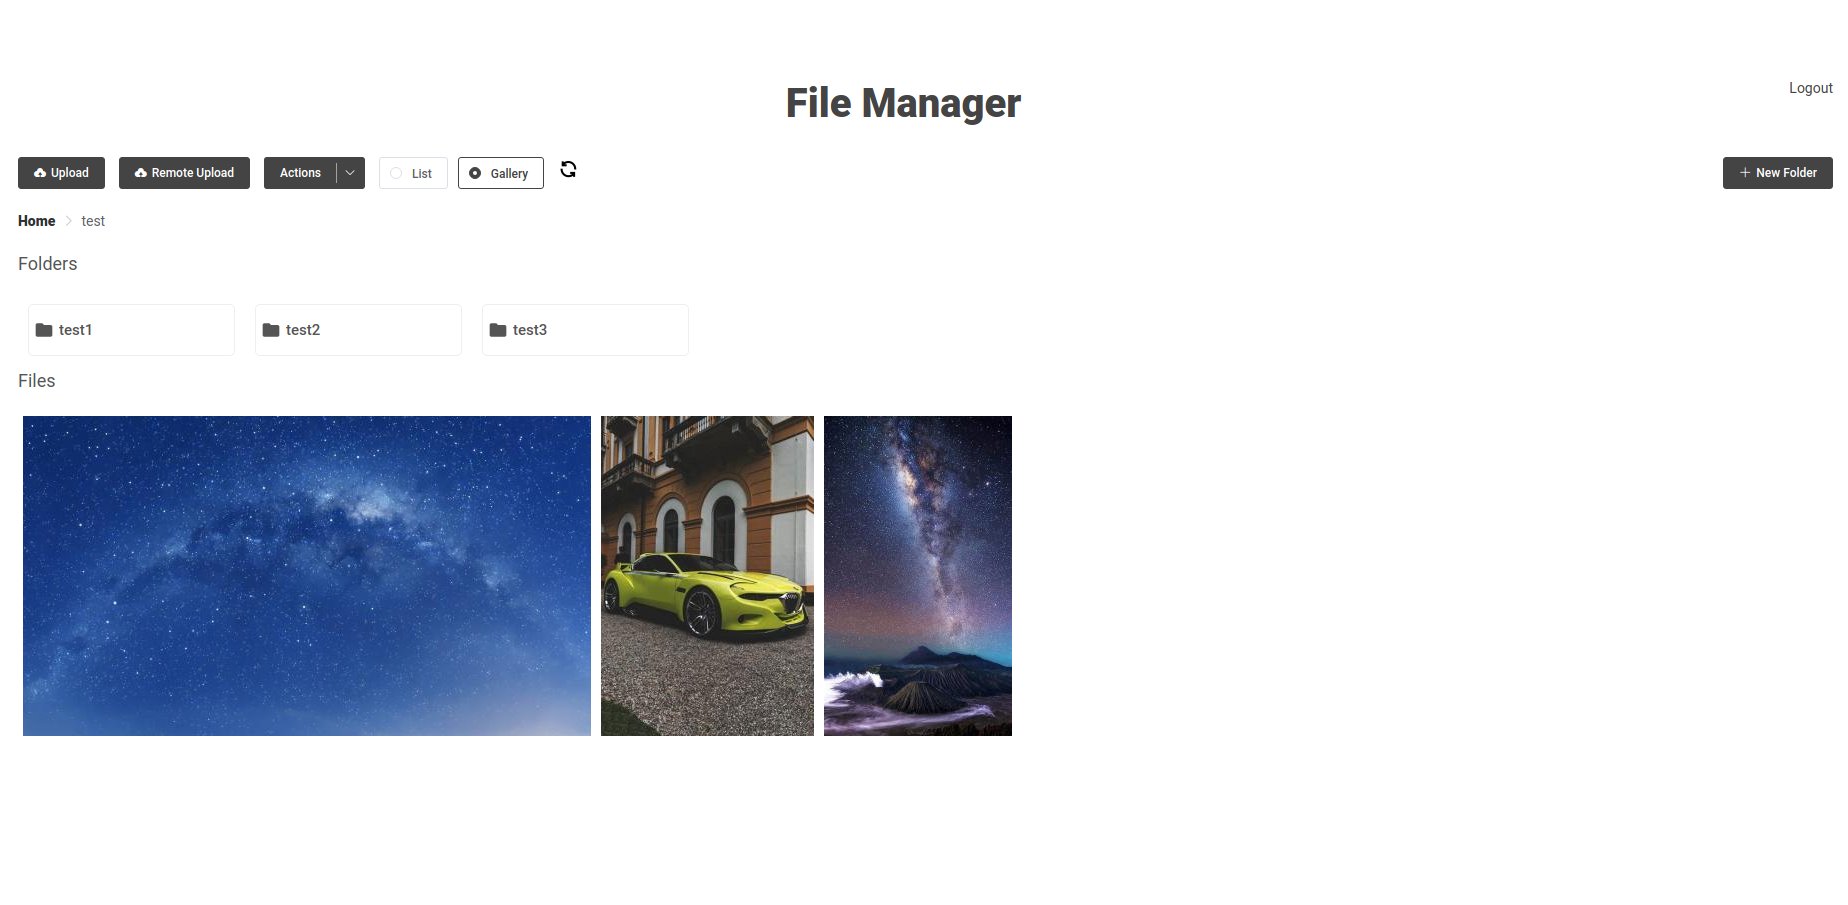 File Manager
Logout
Upload
Remote Upload
Actions
List
Gallery
New Folder
Home
test
Folders
test1
test2
test3
Files